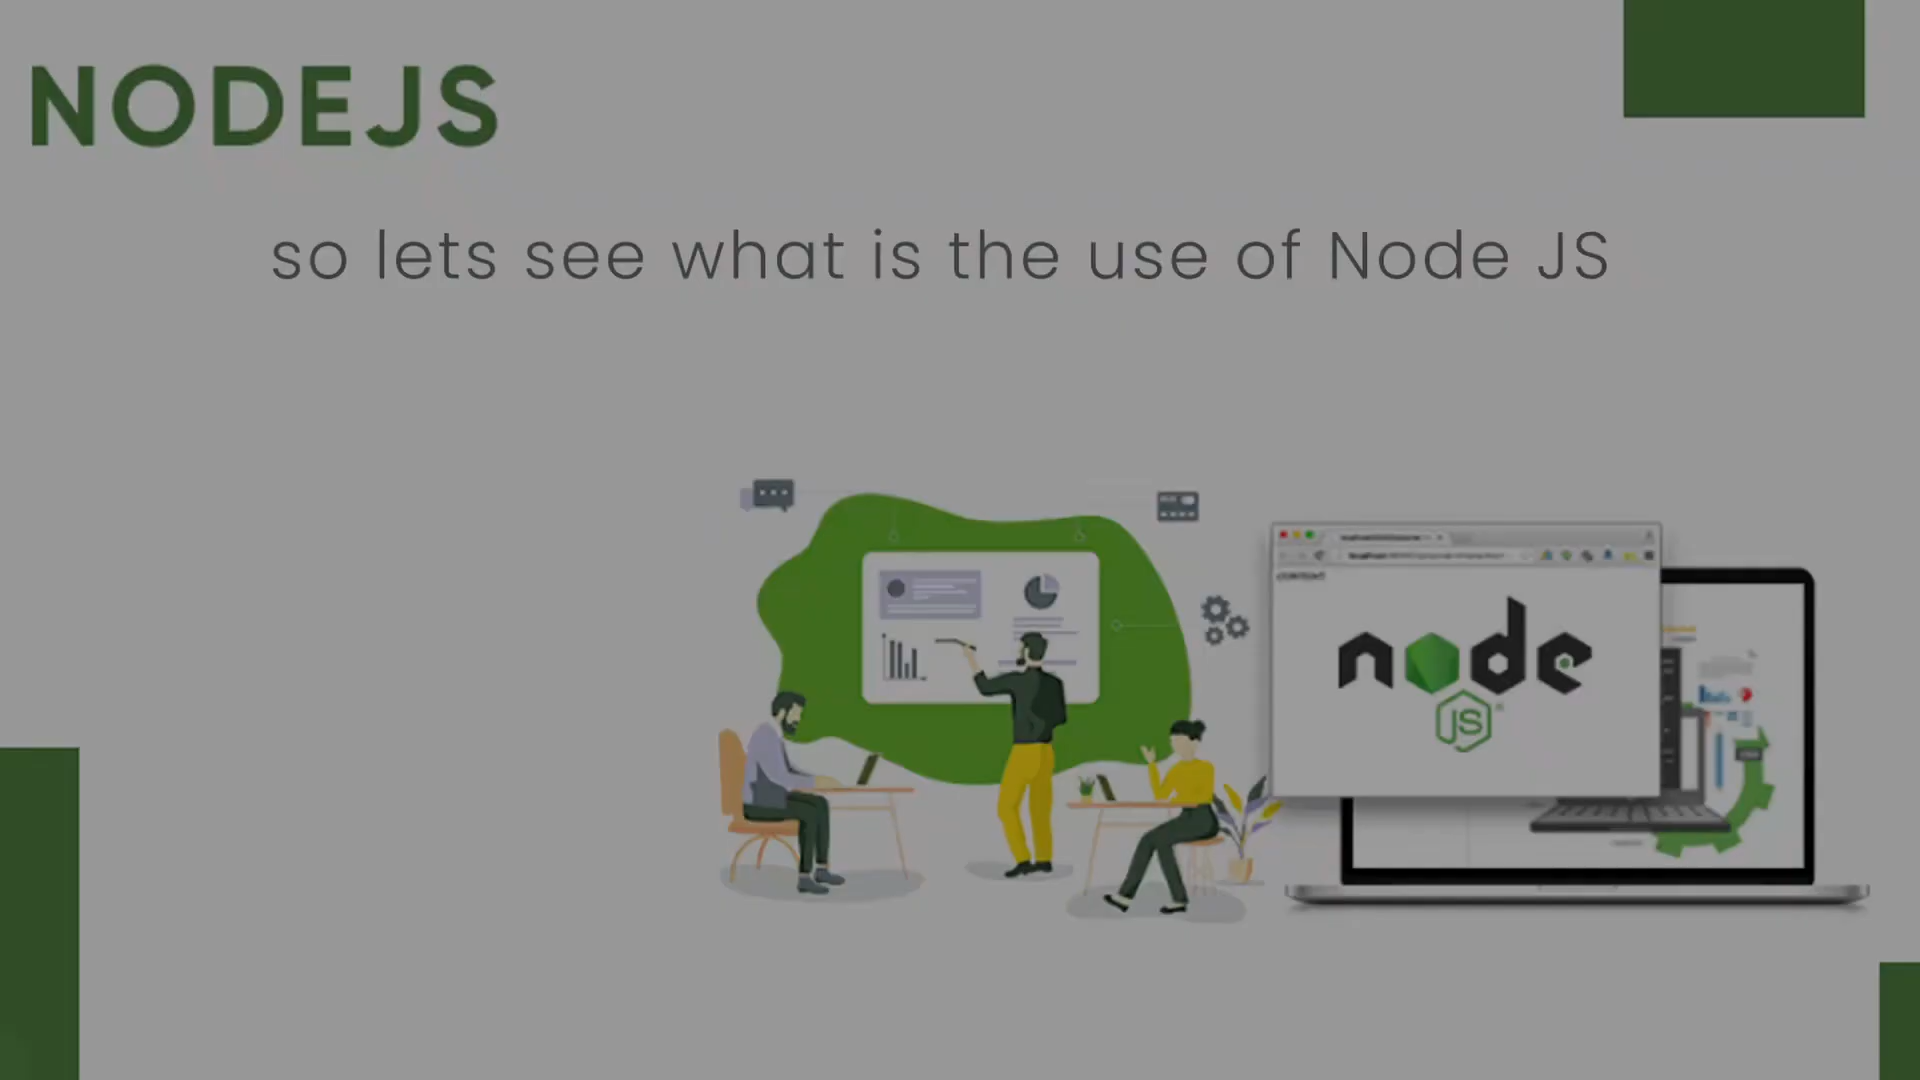 NODEJS
so lets see what is the use of Node JS
node
JS